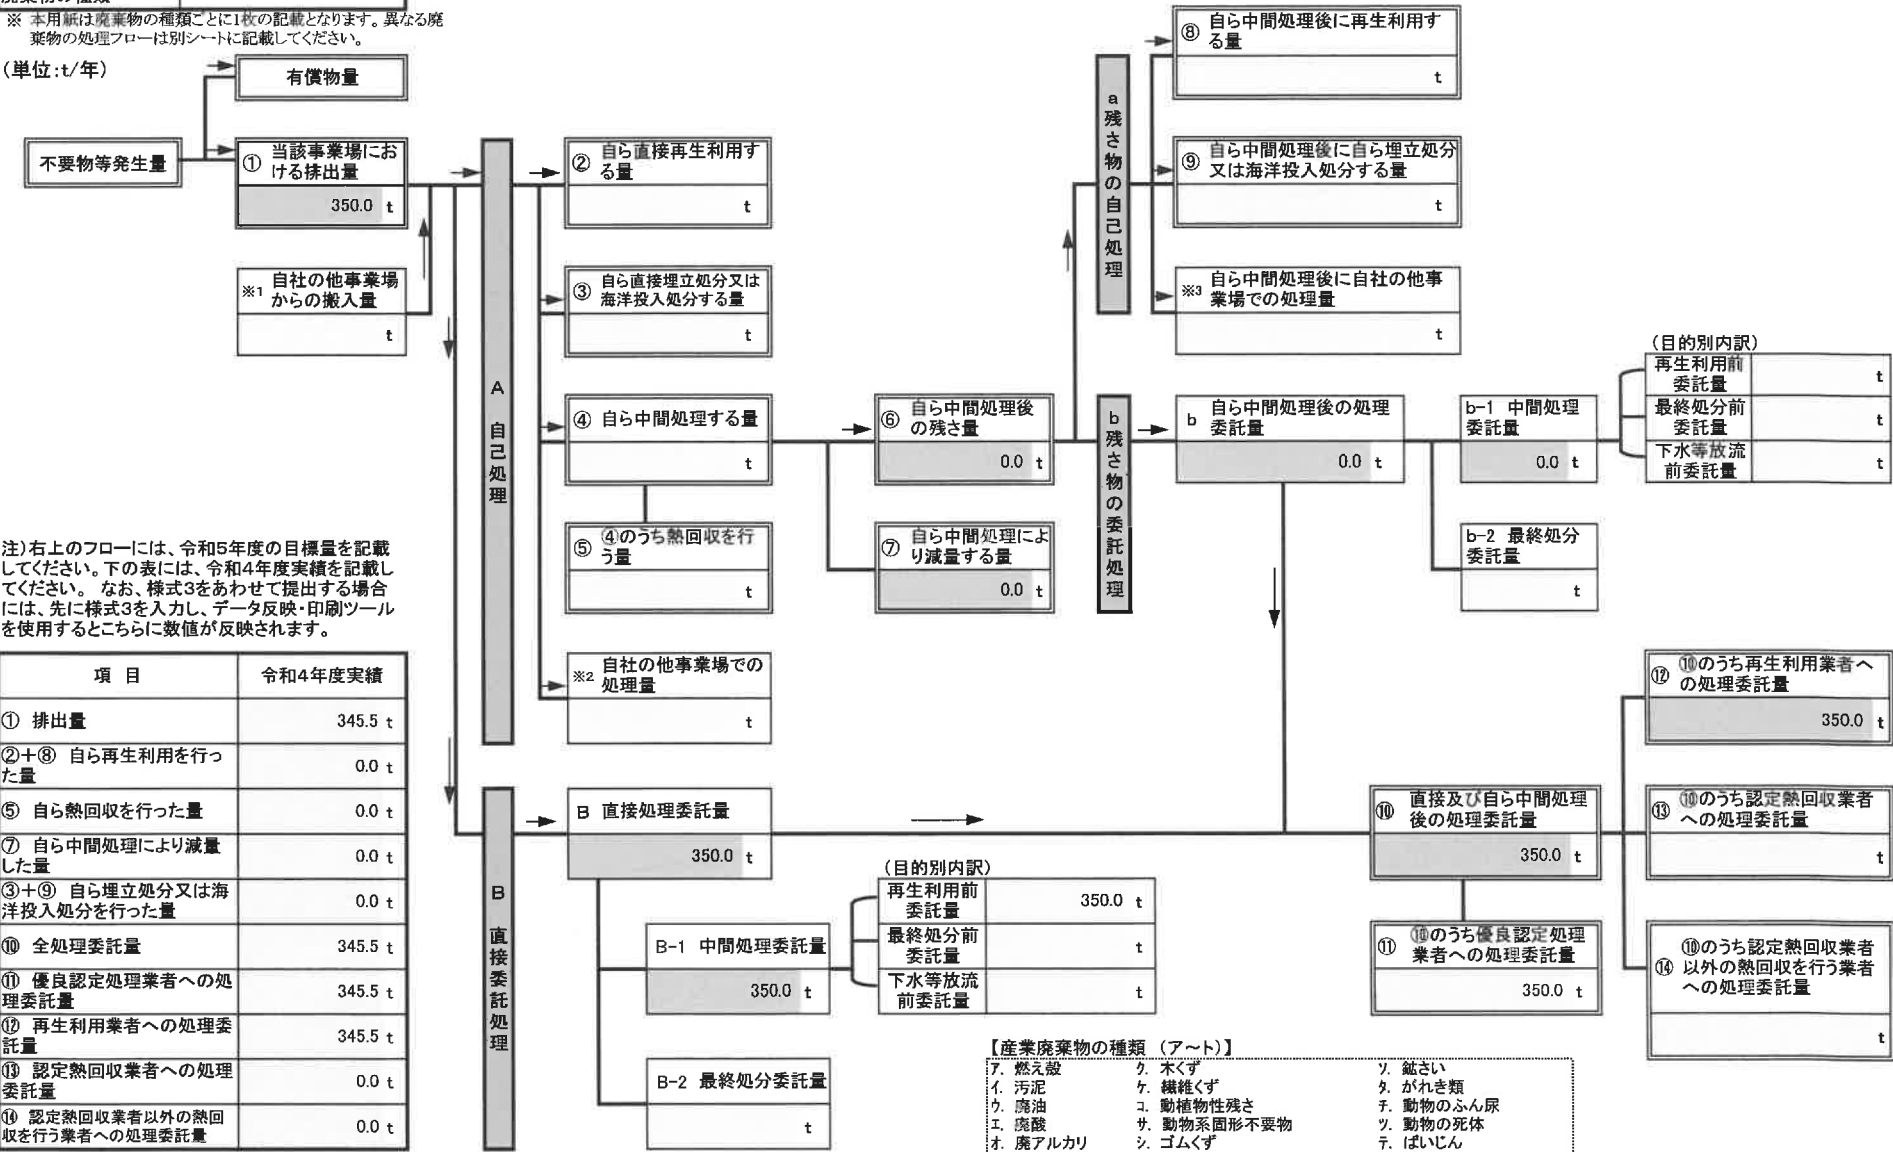 ※ 本用紙は廃棄物の種類ごとに1枚の記載となります。異なる廃
棄物の処理フローは別シートに記載してください。
(単位:t/年)
有償物量
不要物等発生量
① 当該事業場にお
ける排出量
350.0 t
※1 自社の他事業場
からの搬入量
t
A 自己処理
② 自ら直接再生利用す
る量
t
③ 自ら直接埋立処分又は
海洋投入処分する量
t
④ 自ら中間処理する量
t
⑤ ④のうち熱回収を行
う量
t
※2 自社の他事業場での
処理量
t
⑥ 自ら中間処理後
の残さ量
0.0 t
⑦ 自ら中間処理によ
り減量する量
0.0 t
a 残さ物の自己処理
⑧ 自ら中間処理後に再生利用す
る量
t
⑨ 自ら中間処理後に自ら埋立処分
又は海洋投入処分する量
t
※3 自ら中間処理後に自社の他事
業場での処理量
t
b 残さ物の委託処理
b 自ら中間処理後の処理
委託量
0.0 t
b-1 中間処理
委託量
0.0 t
b-2 最終処分
委託量
t
(目的別内訳)
再生利用前
委託量
t
最終処分前
委託量
t
下水等放流
前委託量
t
注)右上のフローには、令和5年度の目標量を記載
してください。下の表には、令和4年度実績を記載し
てください。 なお、様式3をあわせて提出する場合
には、先に様式3を入力し、データ反映・印刷ツール
を使用するとこちらに数値が反映されます。
項 目 令和4年度実績
① 排出量 345.5 t
②+⑧ 自ら再生利用を行っ
た量 0.0 t
⑤ 自ら熱回収を行った量 0.0 t
⑦ 自ら中間処理により減量
した量 0.0 t
③+⑨ 自ら埋立処分又は海
洋投入処分を行った量 0.0 t
⑩ 全処理委託量 345.5 t
⑪ 優良認定処理業者への処
理委託量 345.5 t
⑫ 再生利用業者への処理委
託量 345.5 t
⑬ 認定熱回収業者への処理
委託量 0.0 t
⑭ 認定熱回収業者以外の熱回
収を行う業者への処理委託量 0.0 t
B 直接委託処理
B 直接処理委託量
350.0 t
B-1 中間処理委託量
350.0 t
B-2 最終処分委託量
t
(目的別内訳)
再生利用前
委託量
350.0 t
最終処分前
委託量
t
下水等放流
前委託量
t
⑩ 直接及び自ら中間処理
後の処理委託量
350.0 t
⑪ ⑩のうち優良認定処理
業者への処理委託量
350.0 t
⑫ ⑩のうち再生利用業者へ
の処理委託量
350.0 t
⑬ ⑩のうち認定熱回収業者
への処理委託量
t
⑭ ⑩のうち認定熱回収業者
以外の熱回収を行う業者
への処理委託量
t
【産業廃棄物の種類 (ア～ト)】
ア. 燃え殻 ク. 木くず ソ. 鉱さい
イ. 汚泥 ケ. 繊維くず タ. がれき類
ウ. 廃油 コ. 動植物性残さ チ. 動物のふん尿
エ. 廃酸 サ. 動物系固形不要物 ツ. 動物の死体
オ. 廃アルカリ シ. ゴムくず テ. ばいじん